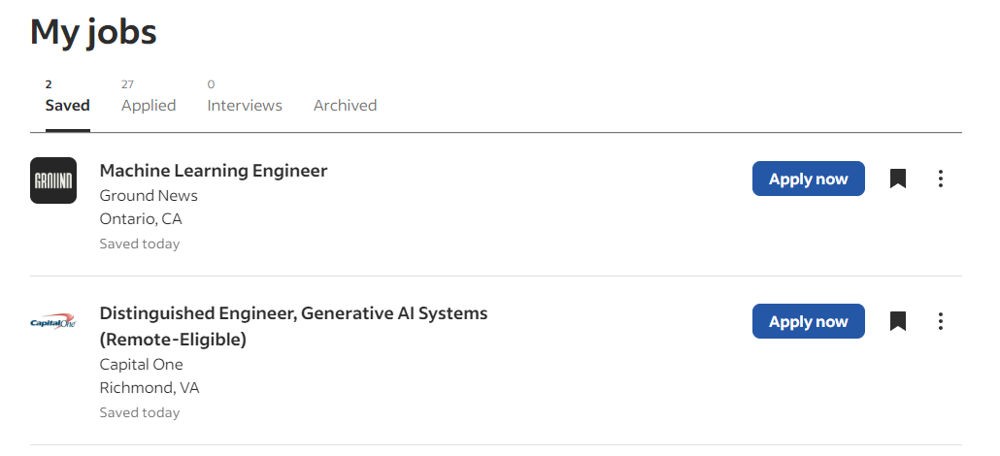 My jobs
2
Saved
27
Applied
0
Interviews
Archived
GROUND
Machine Learning Engineer
Ground News
Ontario, CA
Saved today
Apply now
Capital One
Distinguished Engineer, Generative AI Systems
(Remote-Eligible)
Capital One
Richmond, VA
Saved today
Apply now